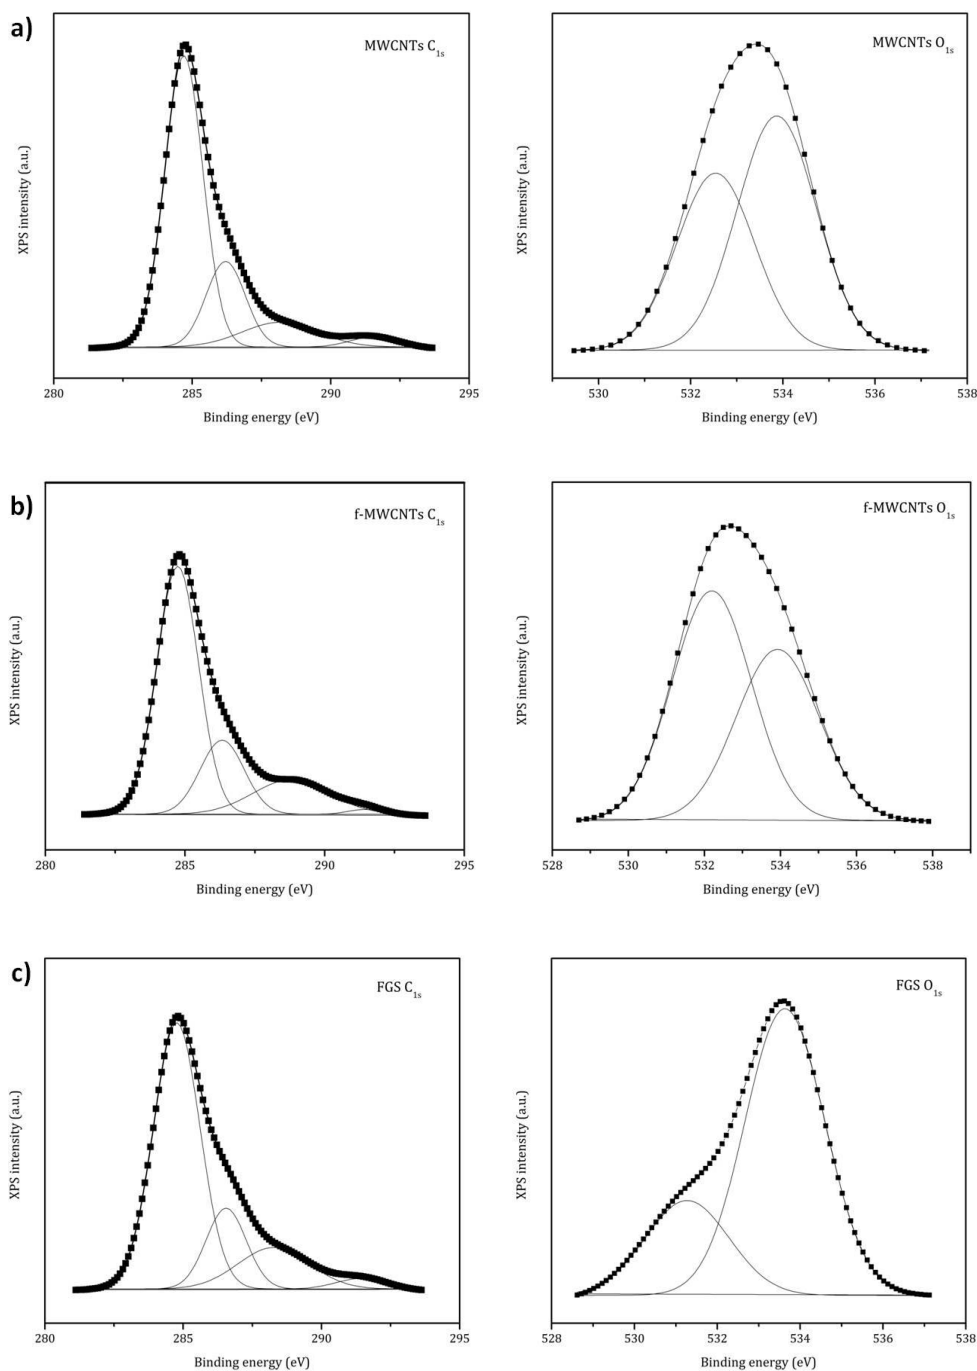 a)
MWCNTs C1s
XPS intensity (a.u.)
280 285 290 295
Binding energy (eV)
MWCNTs O1s
XPS intensity (a.u.)
530 532 534 536 538
Binding energy (eV)
b)
f-MWCNTs C1s
XPS intensity (a.u.)
280 285 290 295
Binding energy (eV)
f-MWCNTs O1s
XPS intensity (a.u.)
528 530 532 534 536 538
Binding energy (eV)
c)
FGS C1s
XPS intensity (a.u.)
280 285 290 295
Binding energy (eV)
FGS O1s
XPS intensity (a.u.)
528 530 532 534 536 538
Binding energy (eV)